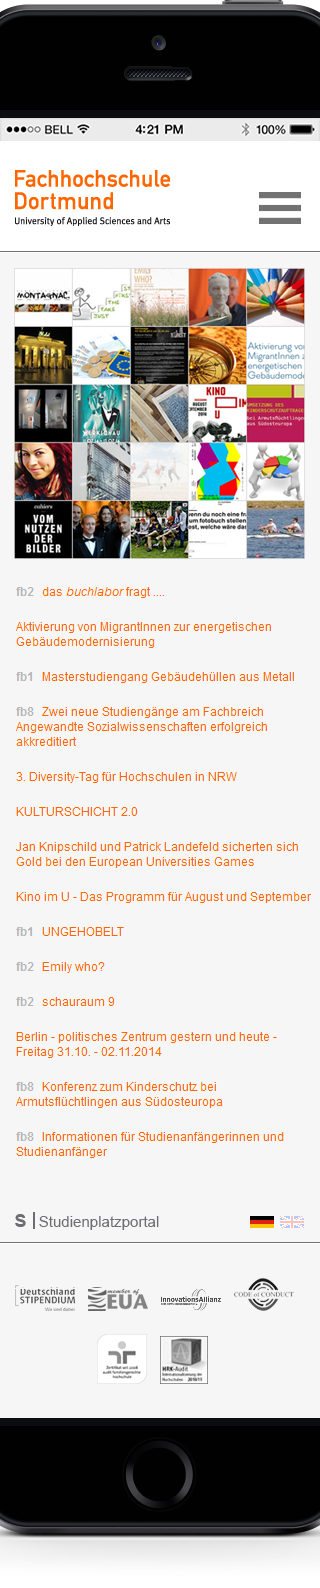 BELL
4:21 PM
100%
Fachhochschule
Dortmund
University of Applied Sciences and Arts
MONTAGNAC.
EMILY
WHO?
KUNST
Aktivierung von
MigrantInnen zur
energetischen
Gebäudemode
KINO
IM
U
AUGUST
2014
UMSETZUNG DES
KINDERSCHUTZAUFTRAGES
bei Armutsflüchtlingen
aus Südosteuropa
cahiers
VOM
NUTZEN
DER
BILDER
wenn du noch eine fra
um fotobuch stellen
est, was wäre das?
fb2 das buchlabor fragt ....
Aktivierung von MigrantInnen zur energetischen
Gebäudemodernisierung
fb1 Masterstudiengang Gebäudehüllen aus Metall
fb8 Zwei neue Studiengänge am Fachbreich
Angewandte Sozialwissenschaften erfolgreich
akkreditiert
3. Diversity-Tag für Hochschulen in NRW
KULTURSCHICHT 2.0
Jan Knipschild und Patrick Landefeld sicherten sich
Gold bei den European Universities Games
Kino im U - Das Programm für August und September
fb1 UNGEHOBELT
fb2 Emily who?
fb2 schauraum 9
Berlin - politisches Zentrum gestern und heute -
Freitag 31.10. - 02.11.2014
fb8 Konferenz zum Kinderschutz bei
Armutsflüchtlingen aus Südosteuropa
fb8 Informationen für Studienanfängerinnen und
Studienanfänger
S | Studienplatzportal
Deutschland
STIPENDIUM
Wir sind dabei
member of
EUA
InnovationsAllianz
CODE of CONDUCT
Zertifikat seit 2008
audit familiengerechte
hochschule
HRK-Audit
Internationalisierung der
Hochschulen 2010/11